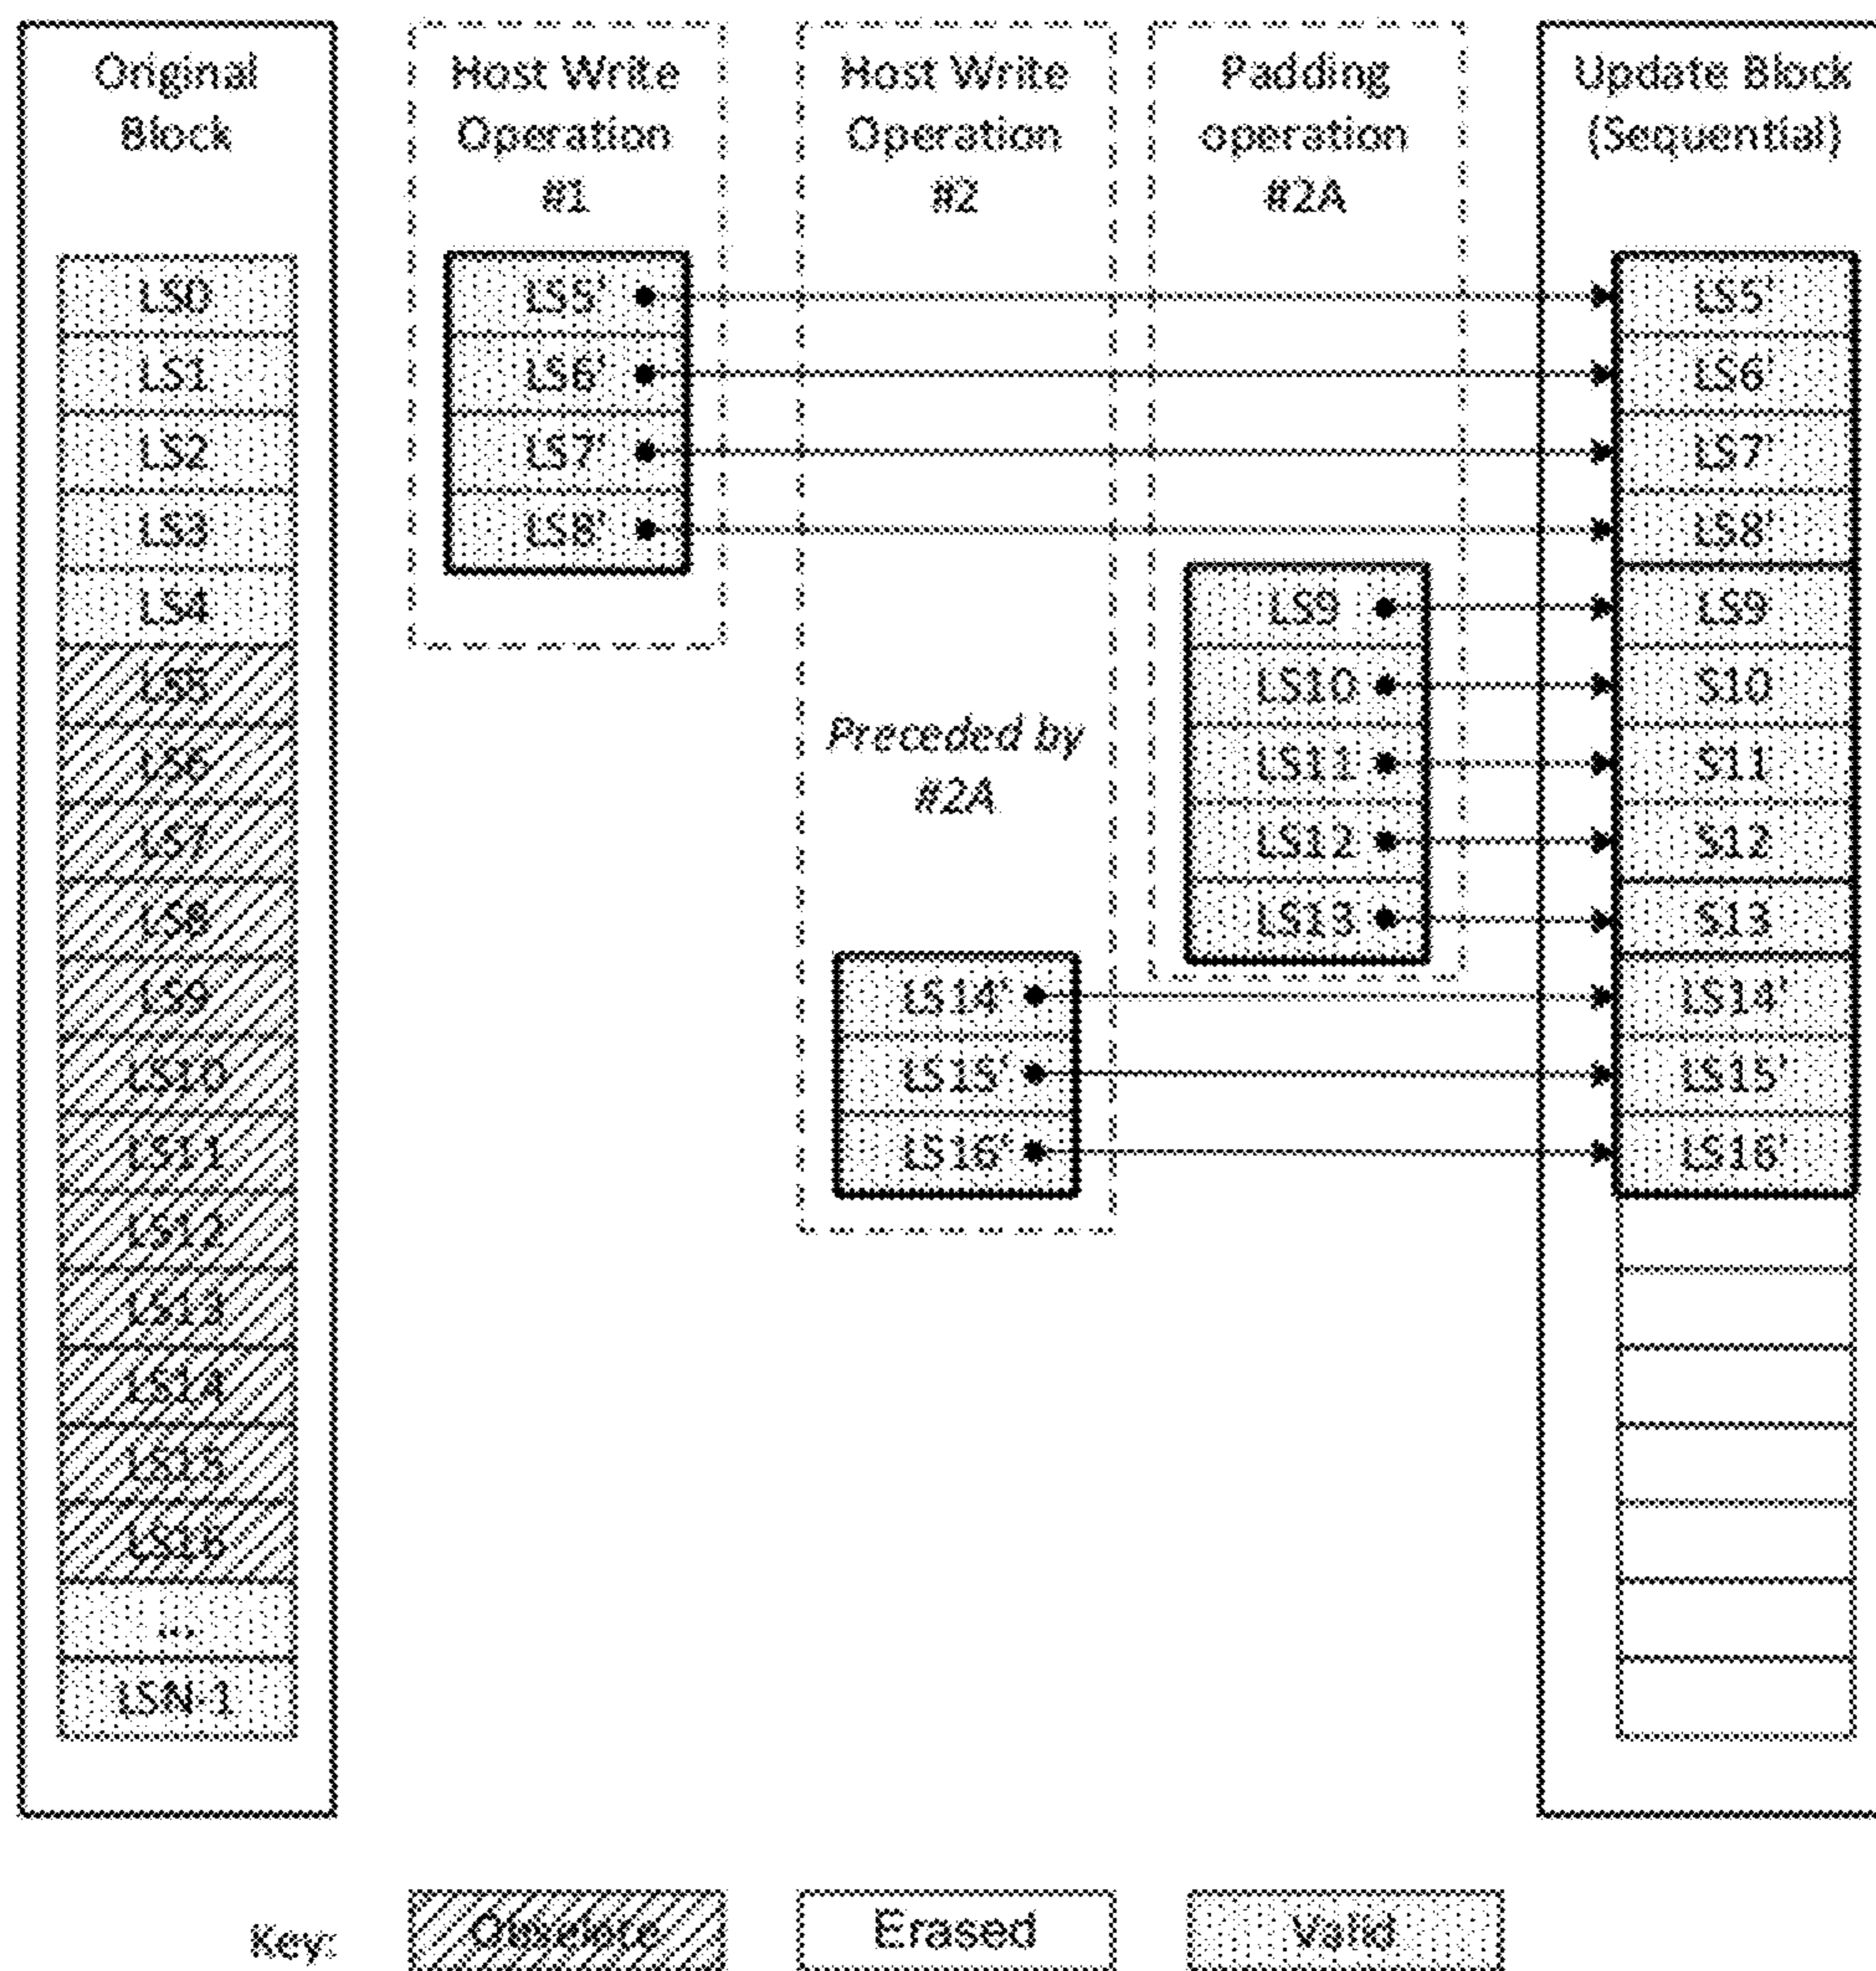 Original
Block
LS0
LS1
LS2
LS3
LS4
LS5
LS6
LS7
LS8
LS9
LS10
LS11
LS12
LS13
LS14
LS15
LS16
...
LSN-1
Host Write
Operation
#1
LS5'
LS6'
LS7'
LS8'
Host Write
Operation
#2
Preceded by
#2A
LS14'
LS15'
LS16'
Padding
operation
#2A
LS9
LS10
LS11
LS12
LS13
Update Block
(Sequential)
LS5'
LS6'
LS7'
LS8'
LS9
S10
S11
S12
S13
LS14'
LS15'
LS16'
Key:
Obsolete
Erased
Valid